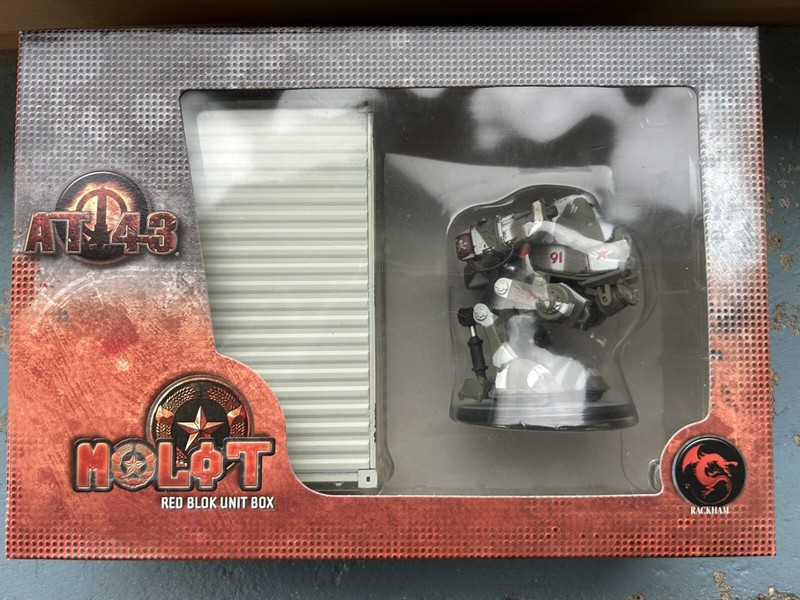 AT-43
91
MOLOT
RED BLOK UNIT BOX
RACKHAM